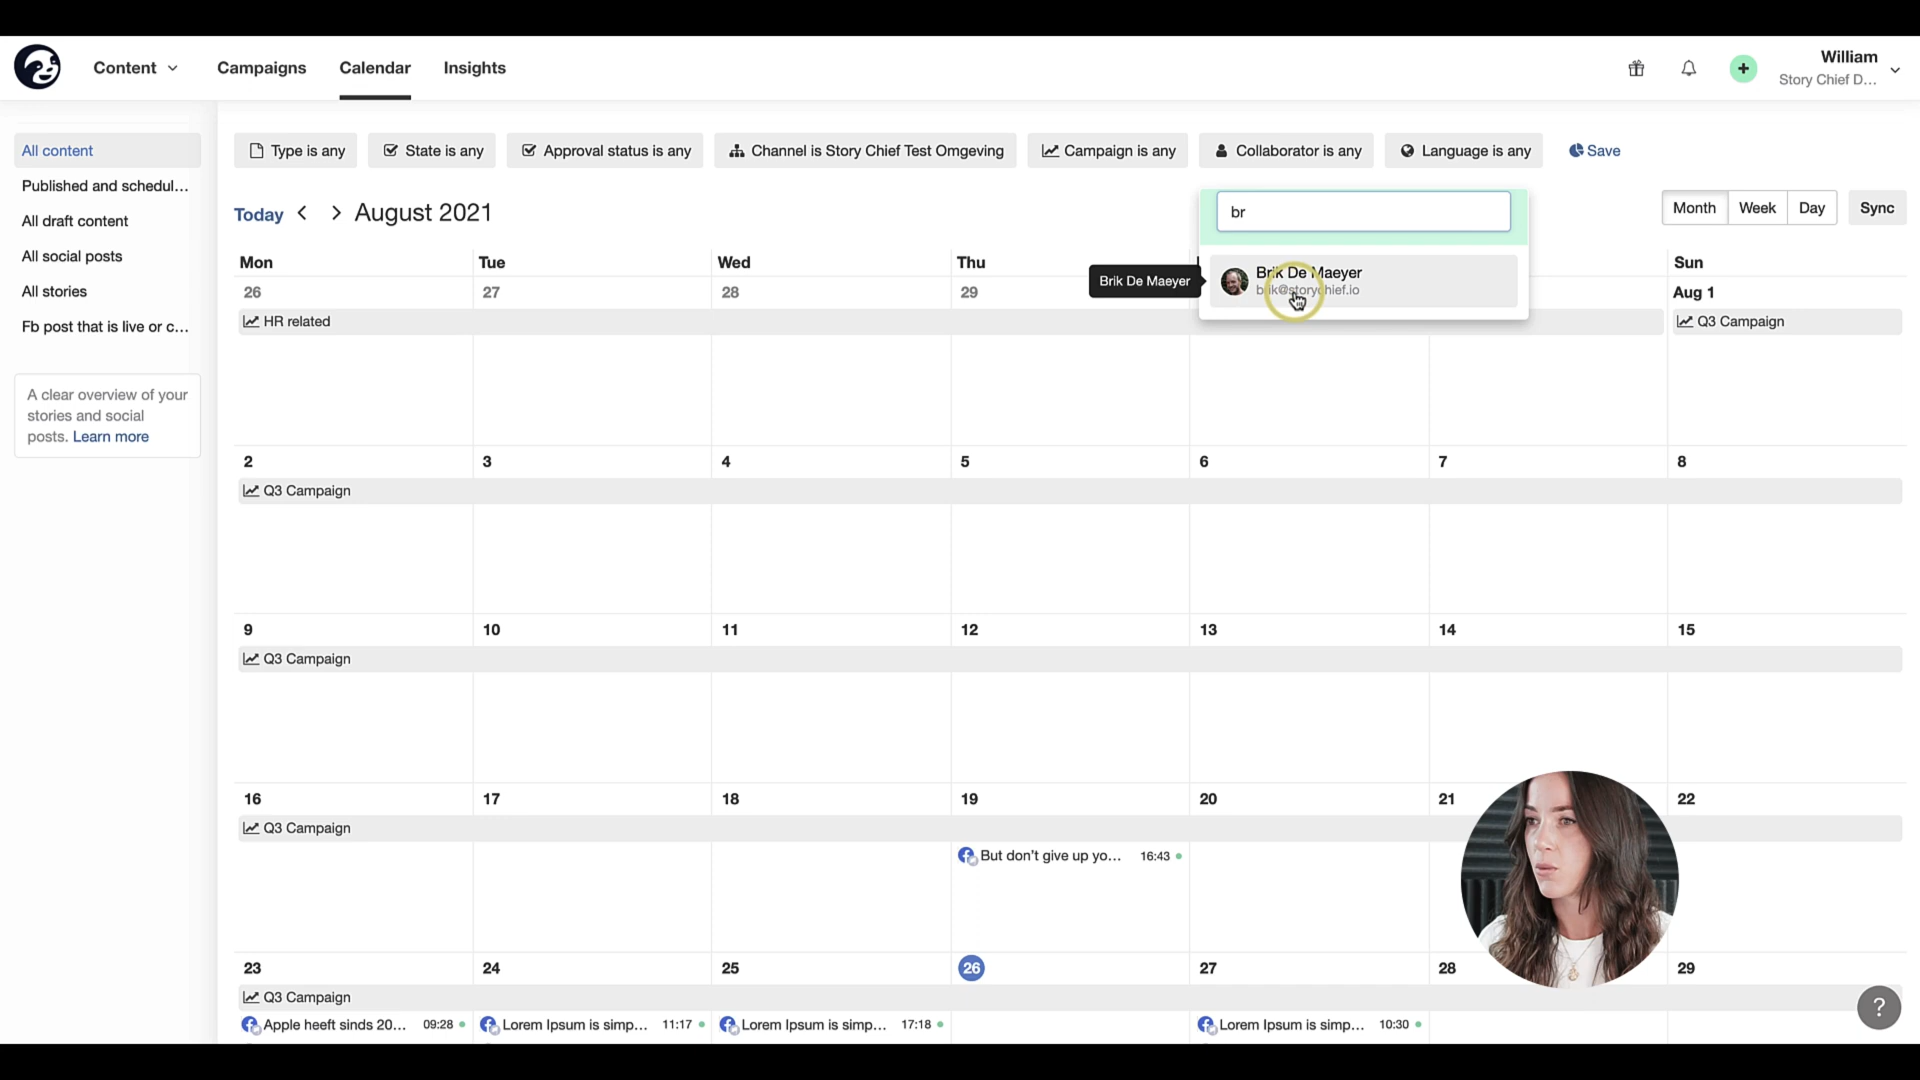 Content
Campaigns
Calendar
Insights
William
Story Chief D...
All content
Published and schedul...
All draft content
All social posts
All stories
Fb post that is live or c...
A clear overview of your
stories and social
posts. Learn more
Type is any
State is any
Approval status is any
Channel is Story Chief Test Omgeving
Campaign is any
Collaborator is any
Language is any
Save
Today
August 2021
br
Month
Week
Day
Sync
Brik De Maeyer
Brik De Maeyer
brik@storychief.io
Mon
Tue
Wed
Thu
Sun
26
27
28
29
Aug 1
HR related
Q3 Campaign
2
3
4
5
6
7
8
Q3 Campaign
9
10
11
12
13
14
15
Q3 Campaign
16
17
18
19
20
21
22
Q3 Campaign
But don't give up yo... 16:43
23
24
25
26
27
28
29
Q3 Campaign
Apple heeft sinds 20... 09:28
Lorem Ipsum is simp... 11:17
Lorem Ipsum is simp... 17:18
Lorem Ipsum is simp... 10:30
?